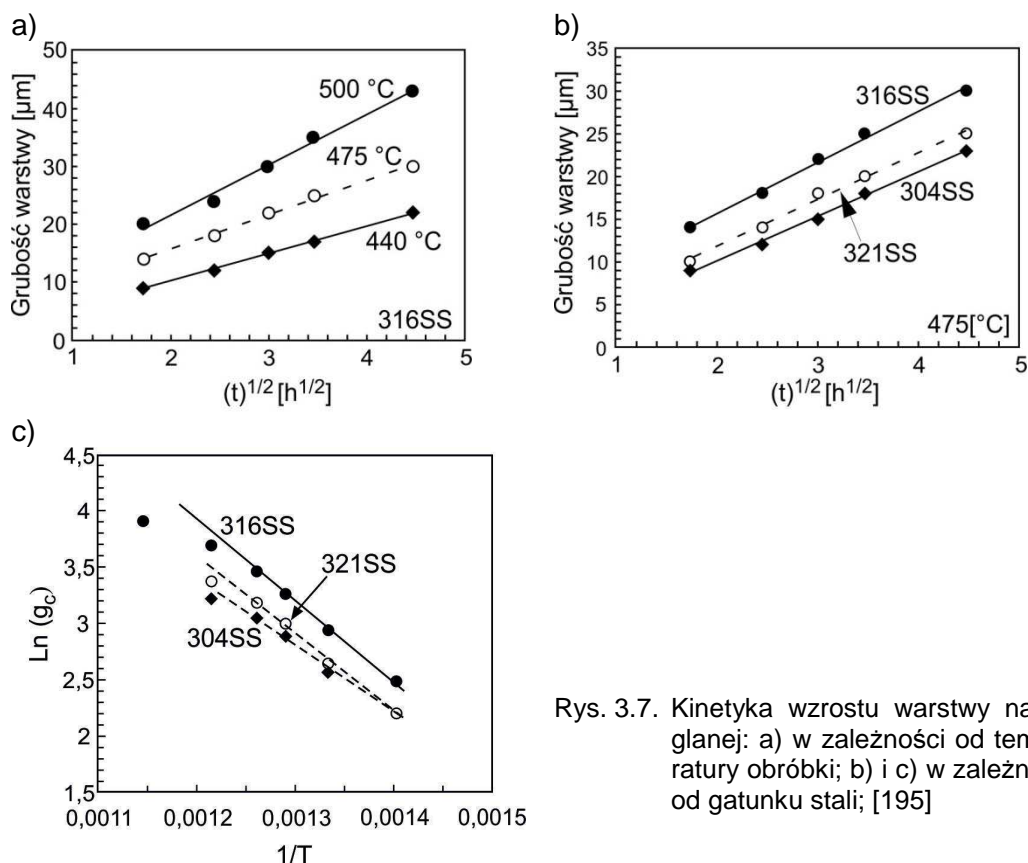 a)
50
40
30
20
10
0
Grubość warstwy [µm]
500 °C
475 °C
440 °C
316SS
1 2 3 4 5
(t)1/2 [h1/2]
b)
35
30
25
20
15
10
5
0
Grubość warstwy [µm]
316SS
304SS
321SS
475[°C]
1 2 3 4 5
(t)1/2 [h1/2]
c)
4,5
4
3,5
3
2,5
2
1,5
Ln (gc)
316SS
321SS
304SS
0,0011 0,0012 0,0013 0,0014 0,0015
1/T
Rys. 3.7. Kinetyka wzrostu warstwy na
glanej: a) w zależności od tem
ratury obróbki; b) i c) w zależn
od gatunku stali; [195]